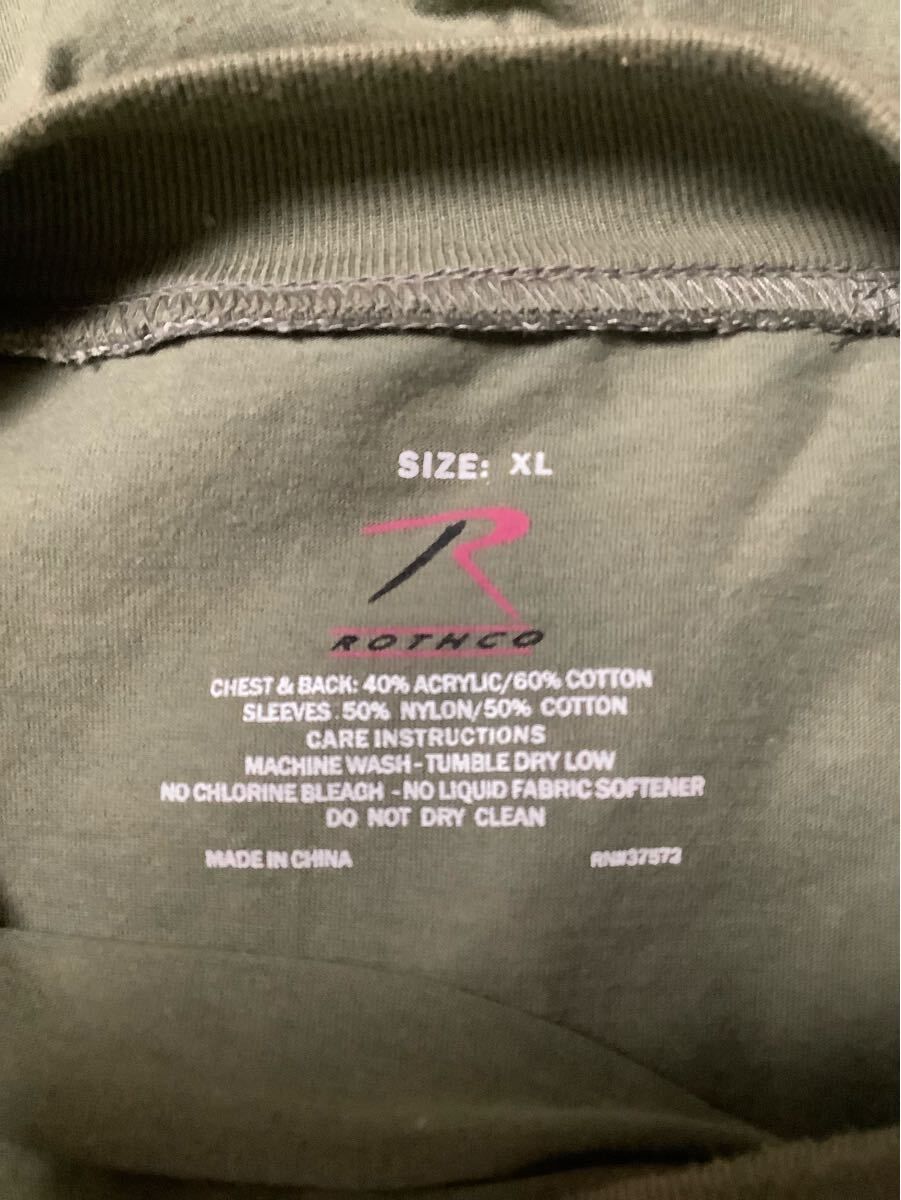 SIZE: XL
ROTHCO
CHEST & BACK: 40% ACRYLIC/60% COTTON
SLEEVES. 50% NYLON/50% COTTON
CARE INSTRUCTIONS
MACHINE WASH - TUMBLE DRY LOW
NO CHLORINE BLEACH - NO LIQUID FABRIC SOFTENER
DO NOT DRY CLEAN
MADE IN CHINA RN#37573